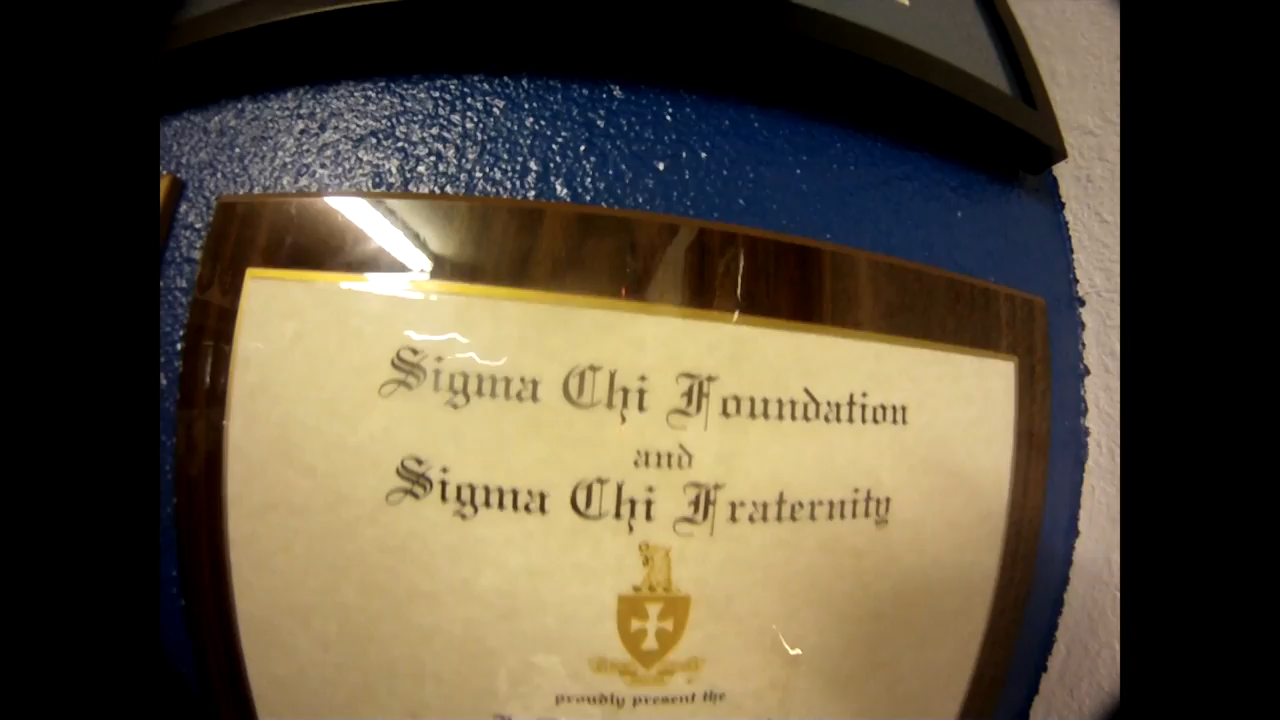 Sigma Chi Foundation
and
Sigma Chi Fraternity
proudly present the